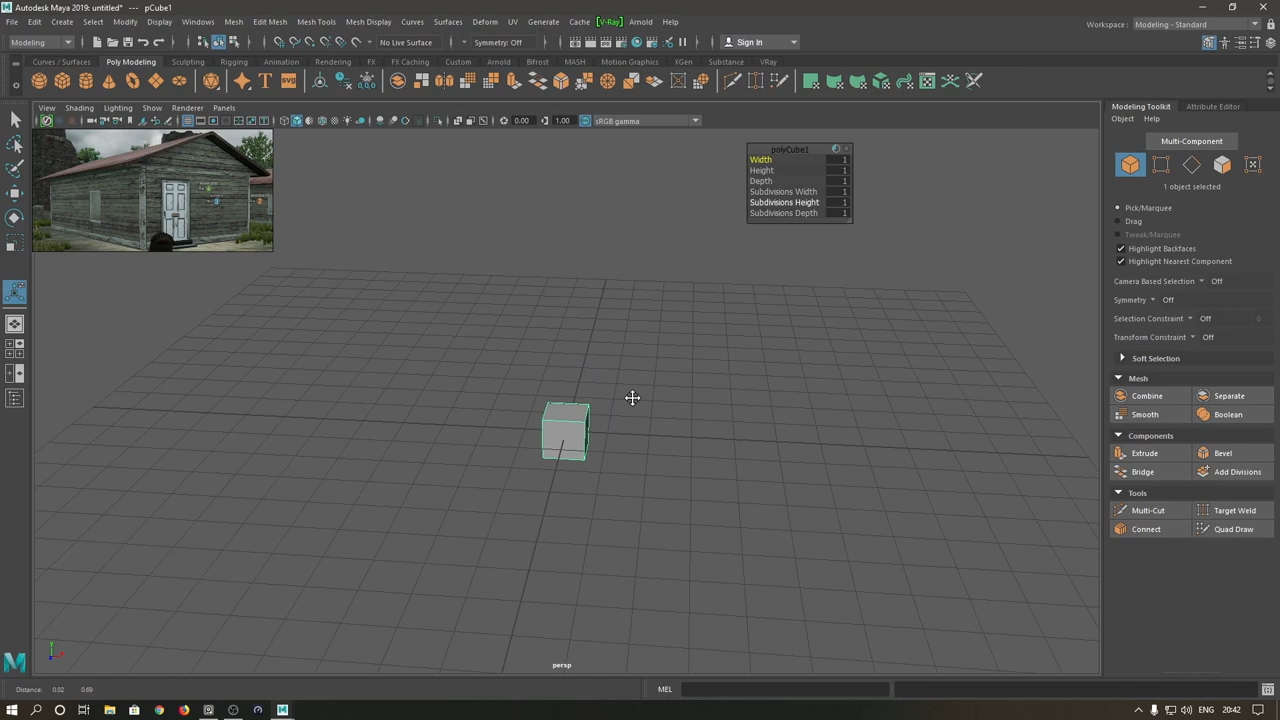 Autodesk Maya 2019: untitled* --- pCube1
File Edit Create Select Modify Display Windows Mesh Edit Mesh Mesh Tools Mesh Display Curves Surfaces Deform UV Generate Cache [V-Ray] Arnold Help
Workspace : Modeling - Standard
Modeling No Live Surface Symmetry: Off Sign In
Curves / Surfaces Poly Modeling Sculpting Rigging Animation Rendering FX FX Caching Custom Arnold Bifrost MASH Motion Graphics XGen Substance VRay
View Shading Lighting Show Renderer Panels
0.00 1.00 sRGB gamma
polyCube1
Width 1
Height 1
Depth 1
Subdivisions Width 1
Subdivisions Height 1
Subdivisions Depth 1
persp
Modeling Toolkit Attribute Editor
Object Help
Multi-Component
1 object selected
Pick/Marquee
Drag
Tweak/Marquee
Highlight Backfaces
Highlight Nearest Component
Camera Based Selection Off
Symmetry Off
Selection Constraint Off 0
Transform Constraint Off
Soft Selection
Mesh
Combine Separate
Smooth Boolean
Components
Extrude Bevel
Bridge Add Divisions
Tools
Multi-Cut Target Weld
Connect Quad Draw
Distance: 0.02 0.69
MEL
ENG 20:42